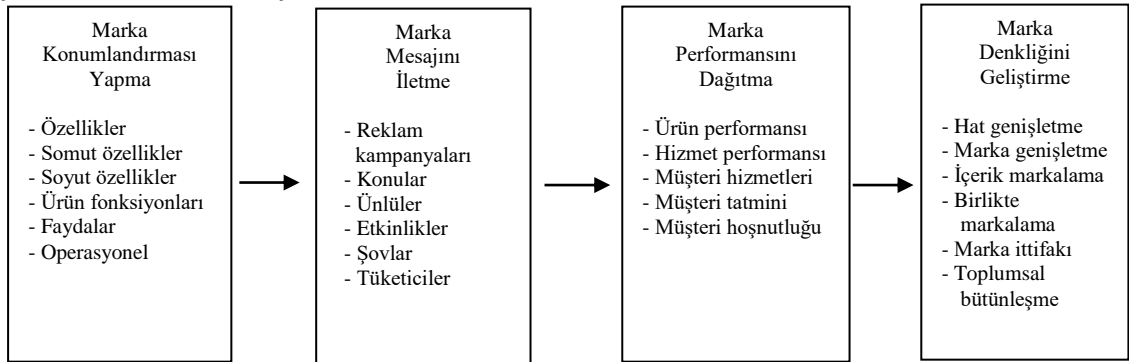 Marka
Konumlandırması
Yapma
- Özellikler
- Somut özellikler
- Soyut özellikler
- Ürün fonksiyonları
- Faydalar
- Operasyonel
Marka
Mesajını
İletme
- Reklam
kampanyaları
- Konular
- Ünlüler
- Etkinlikler
- Şovlar
- Tüketiciler
Marka
Performansını
Dağıtma
- Ürün performansı
- Hizmet performansı
- Müşteri hizmetleri
- Müşteri tatmini
- Müşteri hoşnutluğu
Marka
Denkliğini
Geliştirme
- Hat genişletme
- Marka genişletme
- İçerik markalama
- Birlikte
markalama
- Marka ittifakı
- Toplumsal
bütünleşme